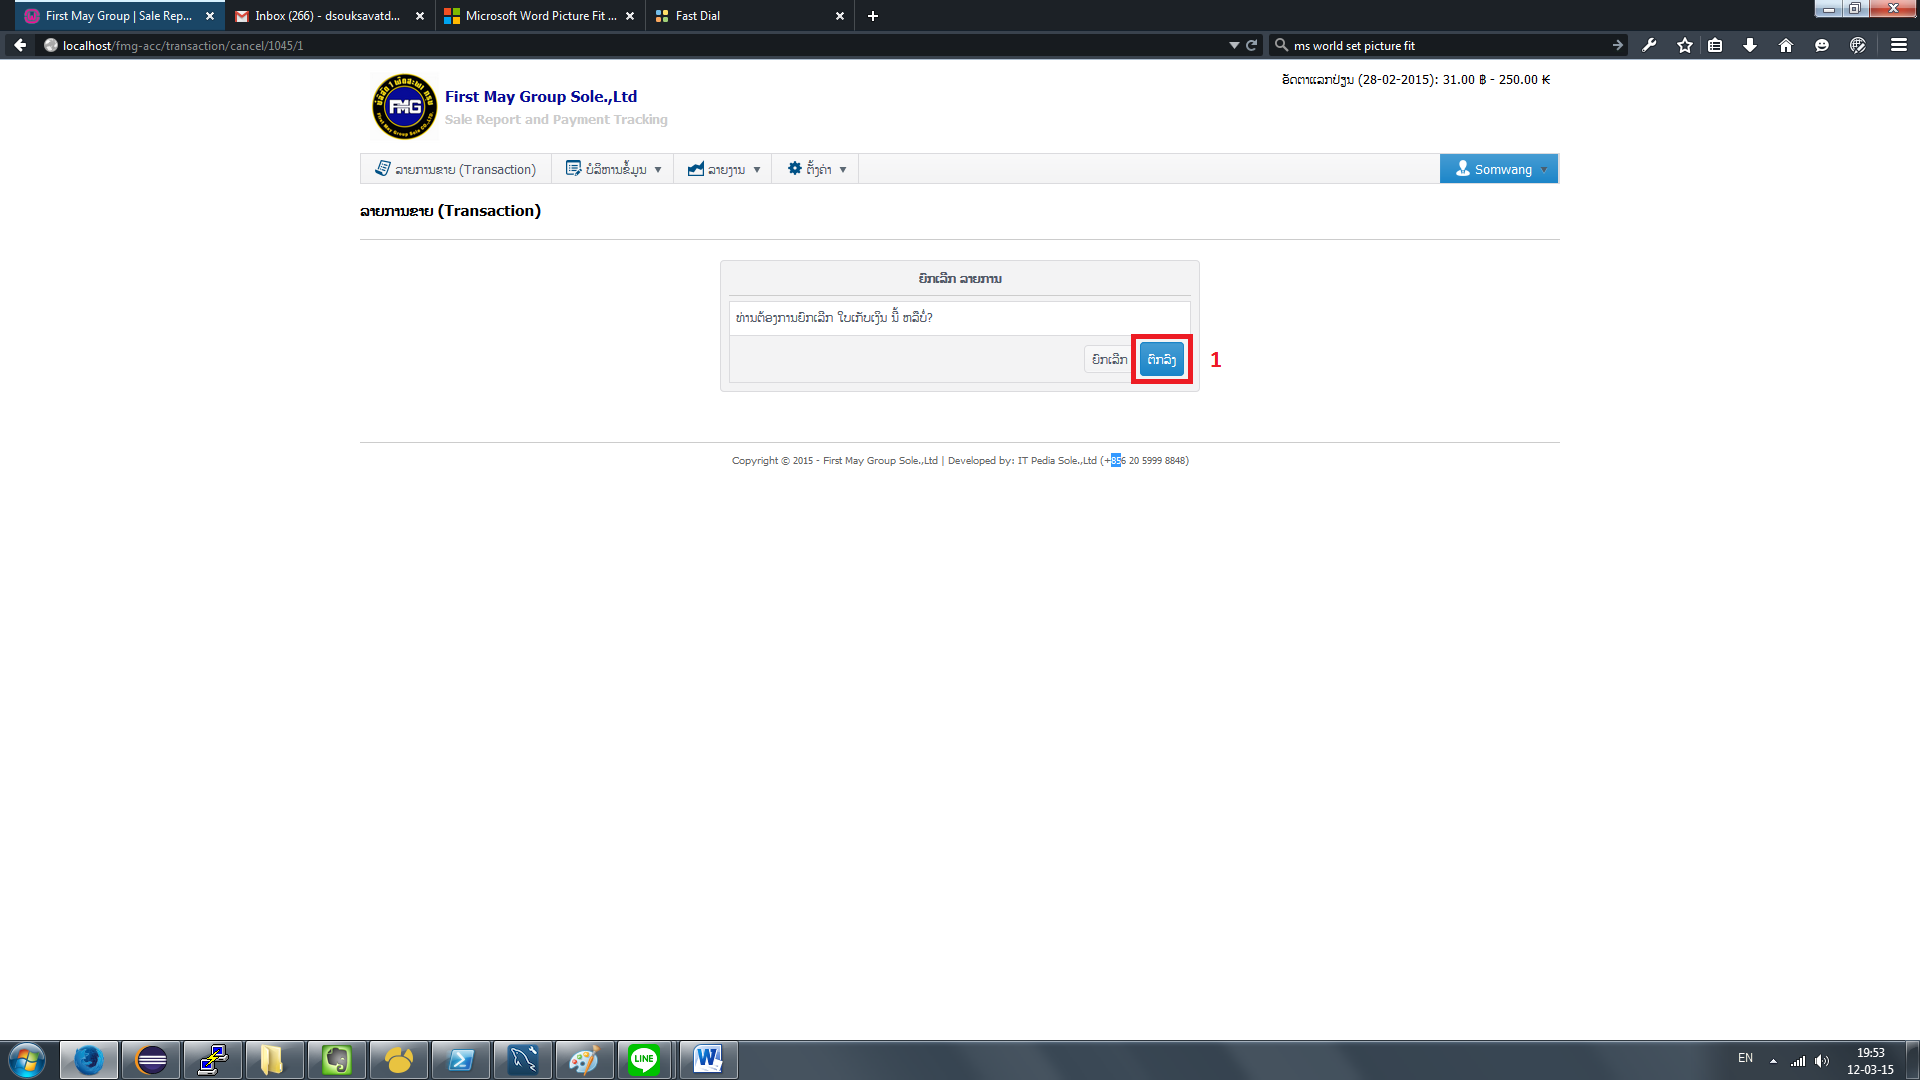 First May Group | Sale Rep...
Inbox (266) - dsouksavatd...
Microsoft Word Picture Fit ...
Fast Dial
localhost/fmg-acc/transaction/cancel/1045/1
ms world set picture fit
FMG
First May Group Sole.,Ltd
Sale Report and Payment Tracking
ອັດຕາແລກປ່ຽນ (28-02-2015): 31.00 ฿ - 250.00 ₭
ລາຍການຂາຍ (Transaction)
ບໍລິຫານຂໍ້ມູນ
ລາຍງານ
ຕັ້ງຄ່າ
Somwang
ລາຍການຂາຍ (Transaction)
ຍົກເລີກ ລາຍການ
ທ່ານຕ້ອງການຍົກເລີກ ໃບເກັບເງິນ ນີ້ ຫລືບໍ່?
ຍົກເລີກ
ຕົກລົງ
1
Copyright © 2015 - First May Group Sole.,Ltd | Developed by: IT Pedia Sole.,Ltd (+856 20 5999 8848)
LINE
EN
19:53
12-03-15